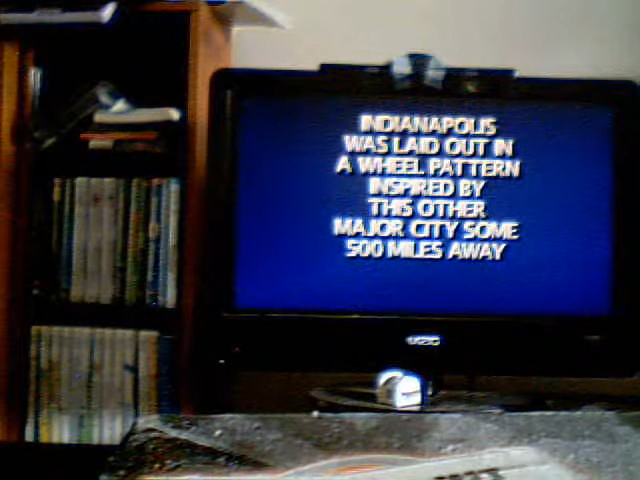 INDIANAPOLIS
WAS LAID OUT IN
A WHEEL PATTERN
INSPIRED BY
THIS OTHER
MAJOR CITY SOME
500 MILES AWAY